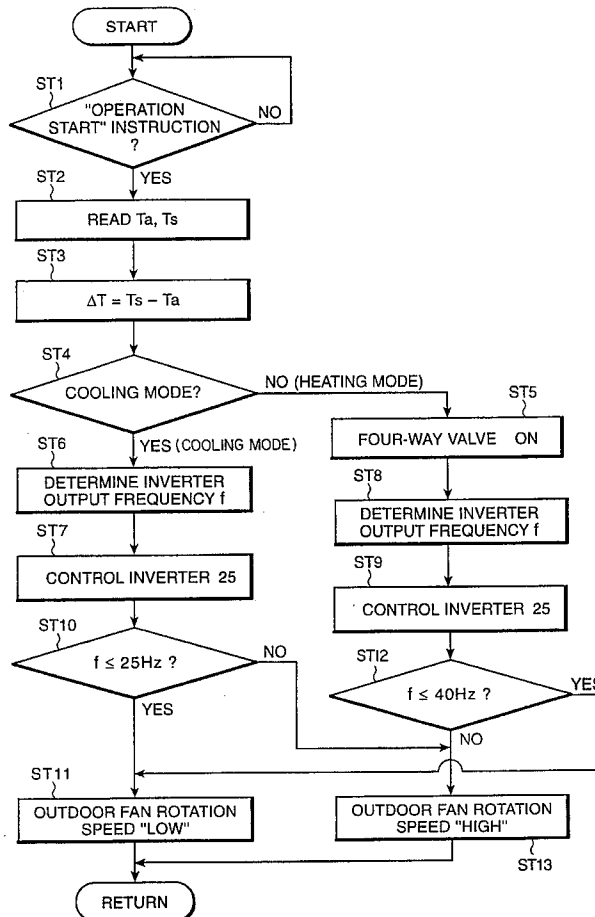 START
ST1
"OPERATION
START" INSTRUCTION
?
NO
YES
ST2
READ Ta, Ts
ST3
ΔT = Ts – Ta
ST4
COOLING MODE?
NO (HEATING MODE)
YES (COOLING MODE)
ST5
FOUR-WAY VALVE ON
ST6
DETERMINE INVERTER
OUTPUT FREQUENCY f
ST8
DETERMINE INVERTER
OUTPUT FREQUENCY f
ST7
CONTROL INVERTER 25
ST9
CONTROL INVERTER 25
ST10
f ≤ 25Hz ?
NO
YES
ST12
f ≤ 40Hz ?
YES
NO
ST11
OUTDOOR FAN ROTATION
SPEED "LOW"
OUTDOOR FAN ROTATION
SPEED "HIGH"
ST13
RETURN